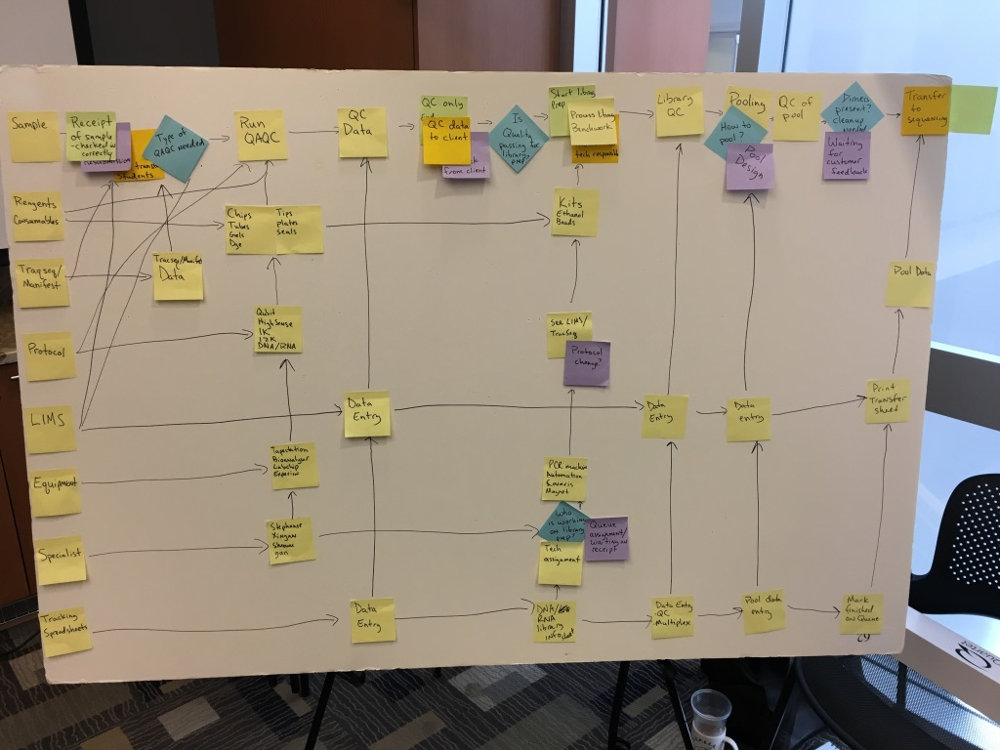 Sample
Receipt
of sample
-checked in
correctly
transf
Students
Type of
QAQC needed
Run
QAQC
QC
Data
QC only
QC data
to client
from client
Is
Quality
passing for
library
prep?
Start library
Prep
Process library
Benchwork
tech responsible
Library
QC
Pooling
How to
pool?
Pool
Design
QC of
pool
Dimers
present?
cleanup
needed
Waiting
for
customer
feedback
Transfer
to
sequencing
Reagents
Consumables
Chips
Tubes
Gels
Dye
Tips
plates
seals
Kits
Ethanol
Beads
Tracseq/
Manifest
Tracseq/Manifest
Data
Pool Data
Protocol
Qubit
HighSense
1K
12K
DNA/RNA
See LIMS/
Tracseq
Protocol
change?
LIMS
Data
Entry
Data
Entry
Data
entry
Print
Transfer
sheet
Equipment
Tapestation
Bioanalyzer
Labchip
Experion
PCR machine
Automation
Covaris
Magnet
Specialist
Stephanie
Xingan
Who
is working
on library
prep?
Queue
assignment/
waiting on
receipt
Tech
assignment
Tracking
Spreadsheets
Data
Entry
DNA/
RNA
library
info
Data Entry
-QC
-Multiplex
Pool data
entry
Mark
finished
on Queue